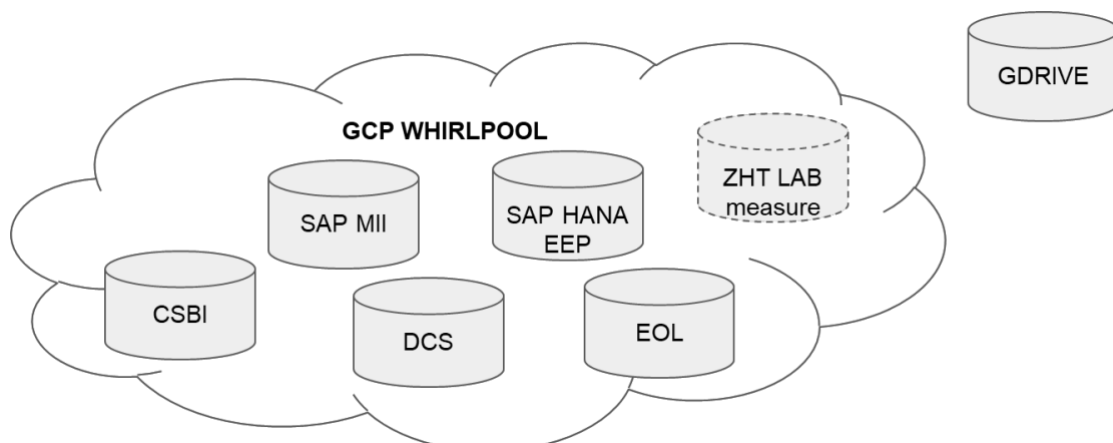 GDRIVE
GCP WHIRLPOOL
ZHT LAB
measure
SAP MII
SAP HANA
EEP
CSBI
DCS
EOL